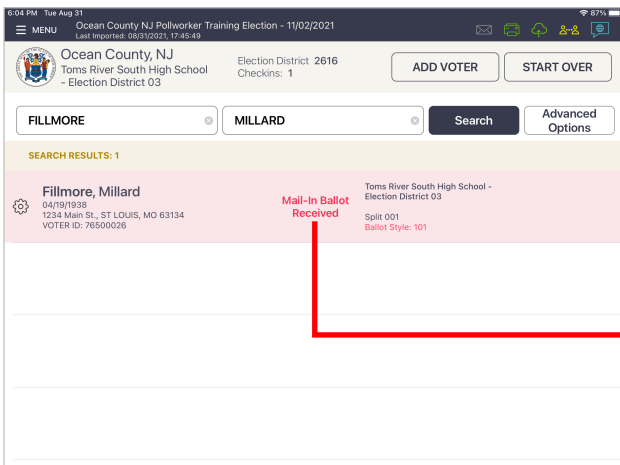 6:04 PM Tue Aug 31
87%
MENU
Ocean County NJ Pollworker Training Election - 11/02/2021
Last Imported: 08/31/2021, 17:45:49
Ocean County, NJ
Toms River South High School
- Election District 03
Election District 2616
Checkins: 1
ADD VOTER
START OVER
FILLMORE
MILLARD
Search
Advanced
Options
SEARCH RESULTS: 1
Fillmore, Millard
04/19/1938
1234 Main St., ST LOUIS, MO 63134
VOTER ID: 76500026
Mail-In Ballot
Received
Toms River South High School -
Election District 03
Split 001
Ballot Style: 101